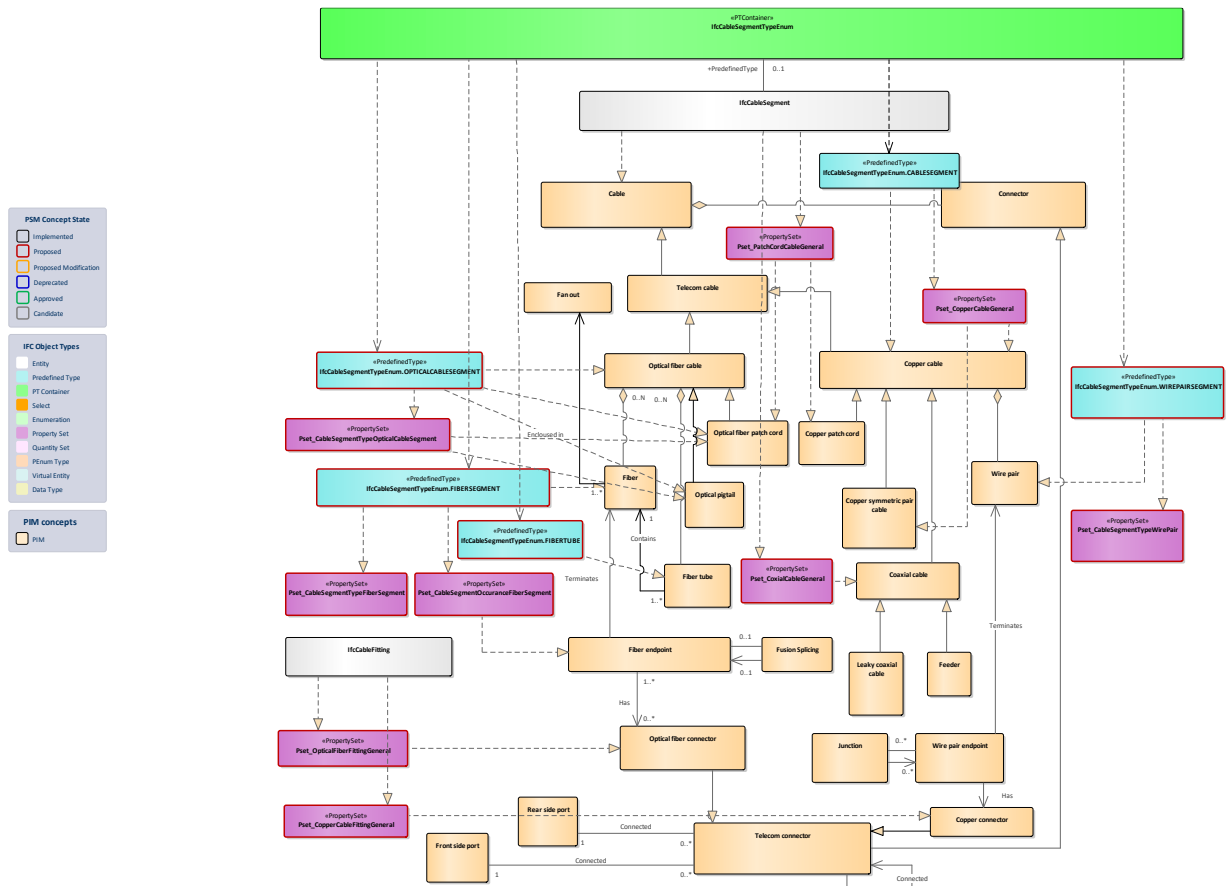 «PTContainer»
IfcCableSegmentTypeEnum
+PredefinedType
0..1
IfcCableSegment
«PredefinedType»
IfcCableSegmentTypeEnum.CABLESEGMENT
Cable
Connector
PSM Concept State
Implemented
Proposed
Proposed Modification
Deprecated
Approved
Candidate
«PropertySet»
Pset_PatchCordCableGeneral
Fan out
Telecom cable
«PropertySet»
Pset_CopperCableGeneral
IFC Object Types
Entity
Predefined Type
PT Container
Select
Enumeration
Property Set
Quantity Set
PEnum Type
Virtual Entity
Data Type
PIM concepts
PIM
«PredefinedType»
IfcCableSegmentTypeEnum.OPTICALCABLESEGMENT
Optical fiber cable
Copper cable
«PredefinedType»
IfcCableSegmentTypeEnum.WIREPAIRSEGMENT
0..N
0..N
«PropertySet»
Pset_CableSegmentTypeOpticalCableSegment
Enclosed in
Optical fiber patch cord
Copper patch cord
«PredefinedType»
IfcCableSegmentTypeEnum.FIBERSEGMENT
Fiber
1..*
Optical pigtail
Wire pair
Copper symmetric pair
cable
«PropertySet»
Pset_CableSegmentTypeWirePair
«PredefinedType»
IfcCableSegmentTypeEnum.FIBERTUBE
1
Contains
1..*
Fiber tube
«PropertySet»
Pset_CoxialCableGeneral
Coaxial cable
«PropertySet»
Pset_CableSegmentTypeFiberSegment
«PropertySet»
Pset_CableSegmentOccuranceFiberSegment
Terminates
Terminates
IfcCableFitting
Fiber endpoint
0..1
0..1
Fusion Splicing
Leaky coaxial
cable
Feeder
1..*
Has
0..*
«PropertySet»
Pset_OpticalFiberFittingGeneral
Optical fiber connector
Junction
0..*
0..*
Wire pair endpoint
Has
«PropertySet»
Pset_CopperCableFittingGeneral
Rear side port
Connected
1
0..*
Copper connector
Telecom connector
Front side port
Connected
1
0..*
Connected